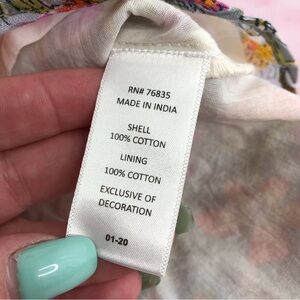 RN# 76835
MADE IN INDIA
SHELL
100% COTTON
LINING
100% COTTON
EXCLUSIVE OF
DECORATION
01-20